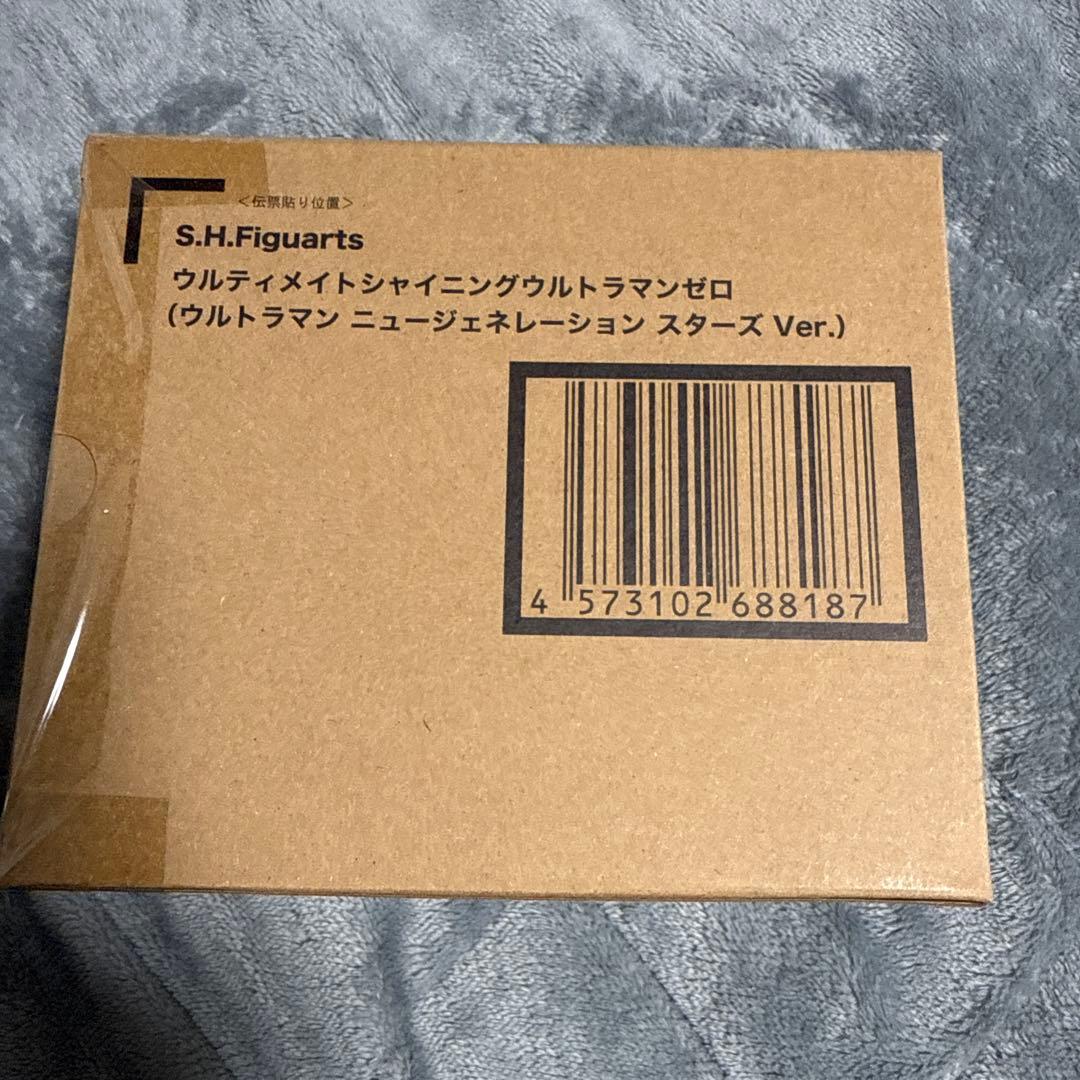 ＜伝票貼り位置＞
S.H.Figuarts
ウルティメイトシャイニングウルトラマンゼロ
(ウルトラマン ニュージェネレーション スターズ Ver.)
4 573102 688187